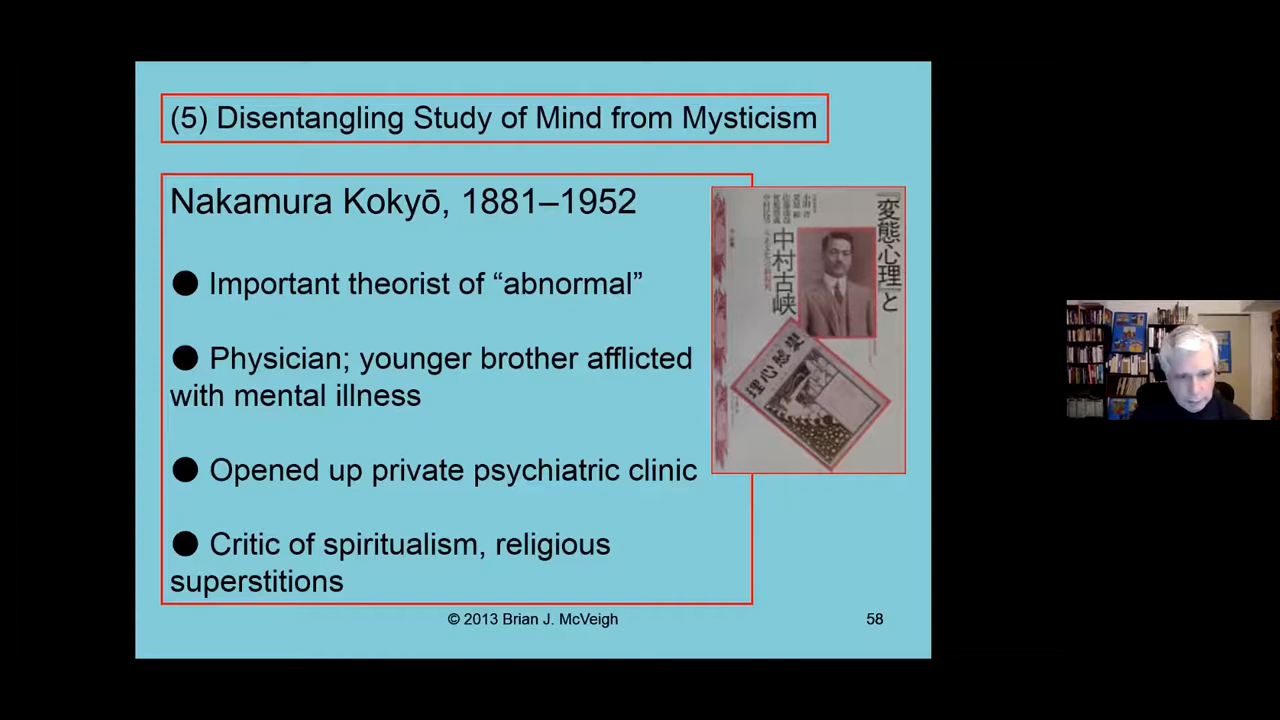 (5) Disentangling Study of Mind from Mysticism
Nakamura Kokyō, 1881–1952
● Important theorist of “abnormal”
● Physician; younger brother afflicted
with mental illness
● Opened up private psychiatric clinic
● Critic of spiritualism, religious
superstitions
『変態心理』と
中村古峡
変態心理
© 2013 Brian J. McVeigh
58